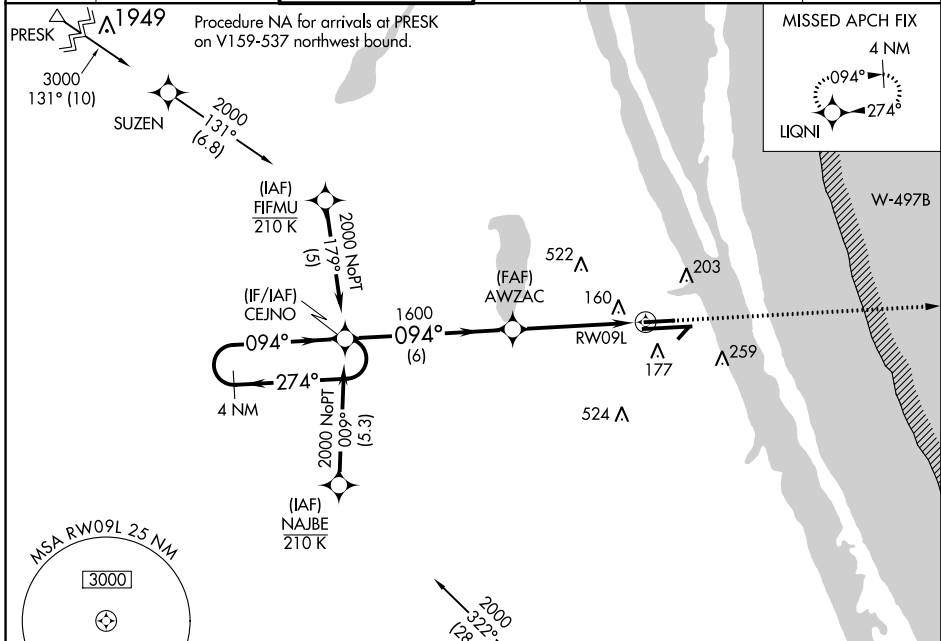 PRESK
1949
Procedure NA for arrivals at PRESK
on V159-537 northwest bound.
MISSED APCH FIX
4 NM
094°
274°
LIQNI
3000
131° (10)
SUZEN
2000
131°
(6.8)
W-497B
(IAF)
FIFMU
210 K
2000 NoPT
179°
(5)
522
203
(FAF)
AWZAC
160
(IF/IAF)
CEJNO
1600
094°
(6)
RW09L
094°
274°
4 NM
177
259
524
2000 NoPT
009°
(5.3)
(IAF)
NAJBE
210 K
MSA RW09L 25 NM
3000
2000
322°
(28